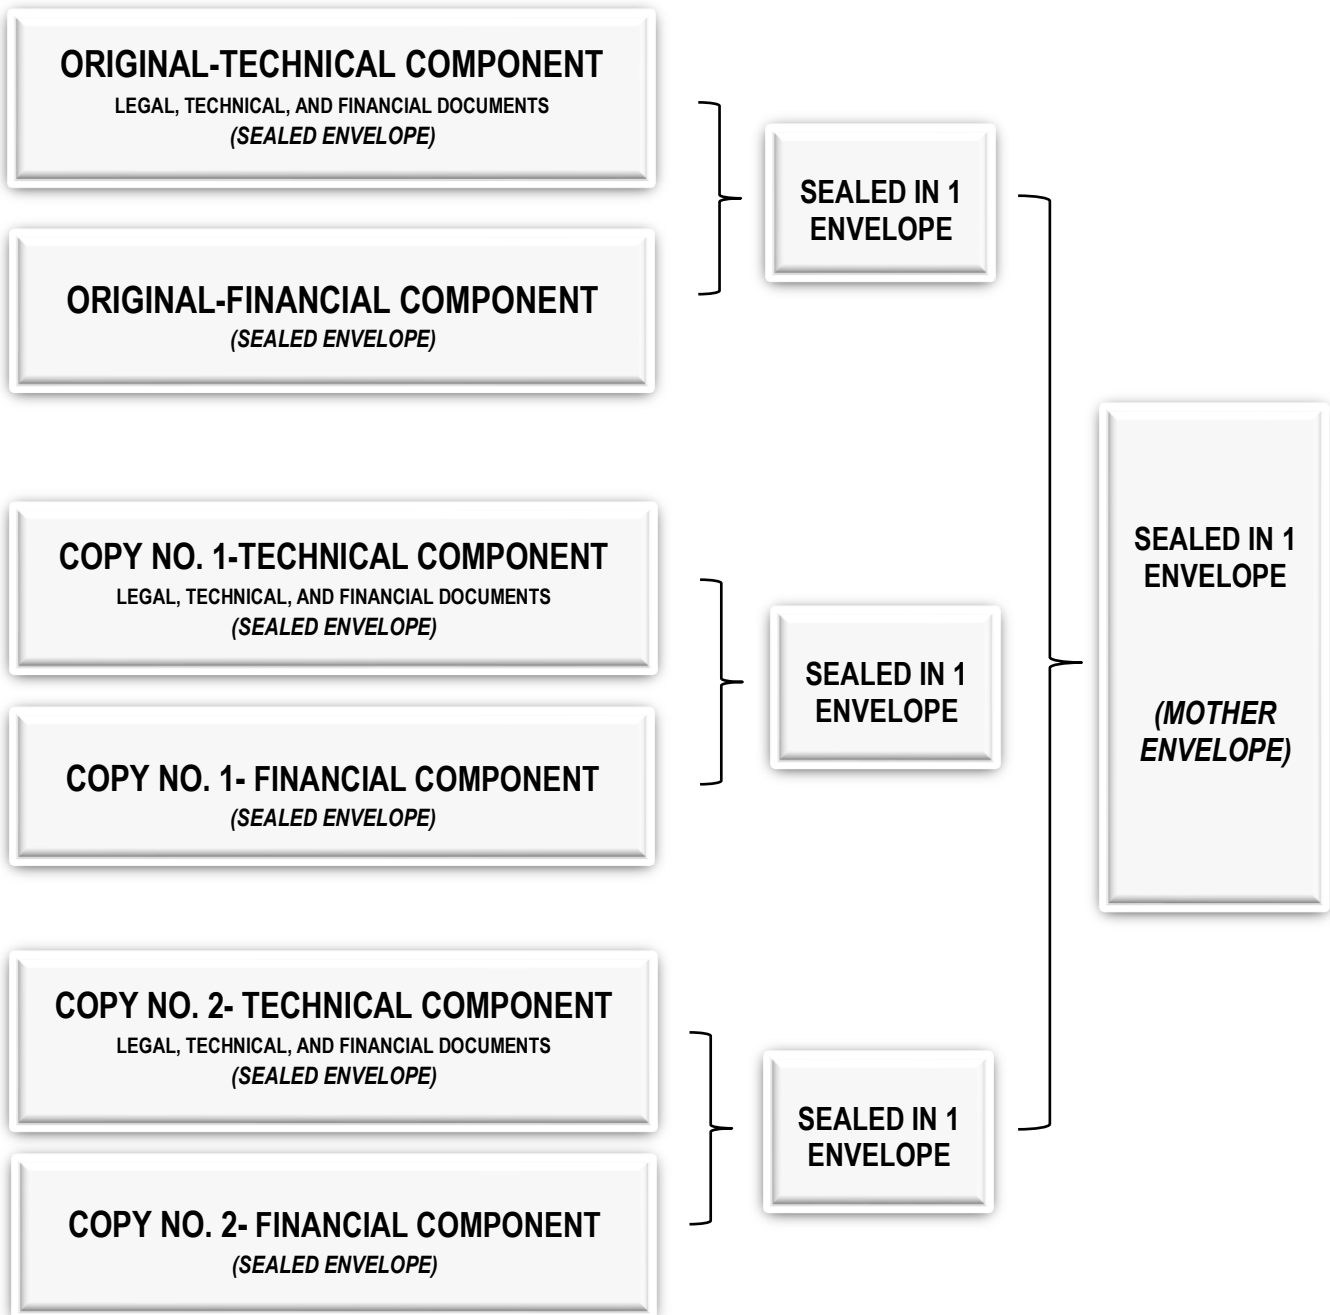 ORIGINAL-TECHNICAL COMPONENT
LEGAL, TECHNICAL, AND FINANCIAL DOCUMENTS
(SEALED ENVELOPE)
ORIGINAL-FINANCIAL COMPONENT
(SEALED ENVELOPE)
SEALED IN 1
ENVELOPE
COPY NO. 1-TECHNICAL COMPONENT
LEGAL, TECHNICAL, AND FINANCIAL DOCUMENTS
(SEALED ENVELOPE)
COPY NO. 1- FINANCIAL COMPONENT
(SEALED ENVELOPE)
SEALED IN 1
ENVELOPE
COPY NO. 2- TECHNICAL COMPONENT
LEGAL, TECHNICAL, AND FINANCIAL DOCUMENTS
(SEALED ENVELOPE)
COPY NO. 2- FINANCIAL COMPONENT
(SEALED ENVELOPE)
SEALED IN 1
ENVELOPE
SEALED IN 1
ENVELOPE
(MOTHER
ENVELOPE)